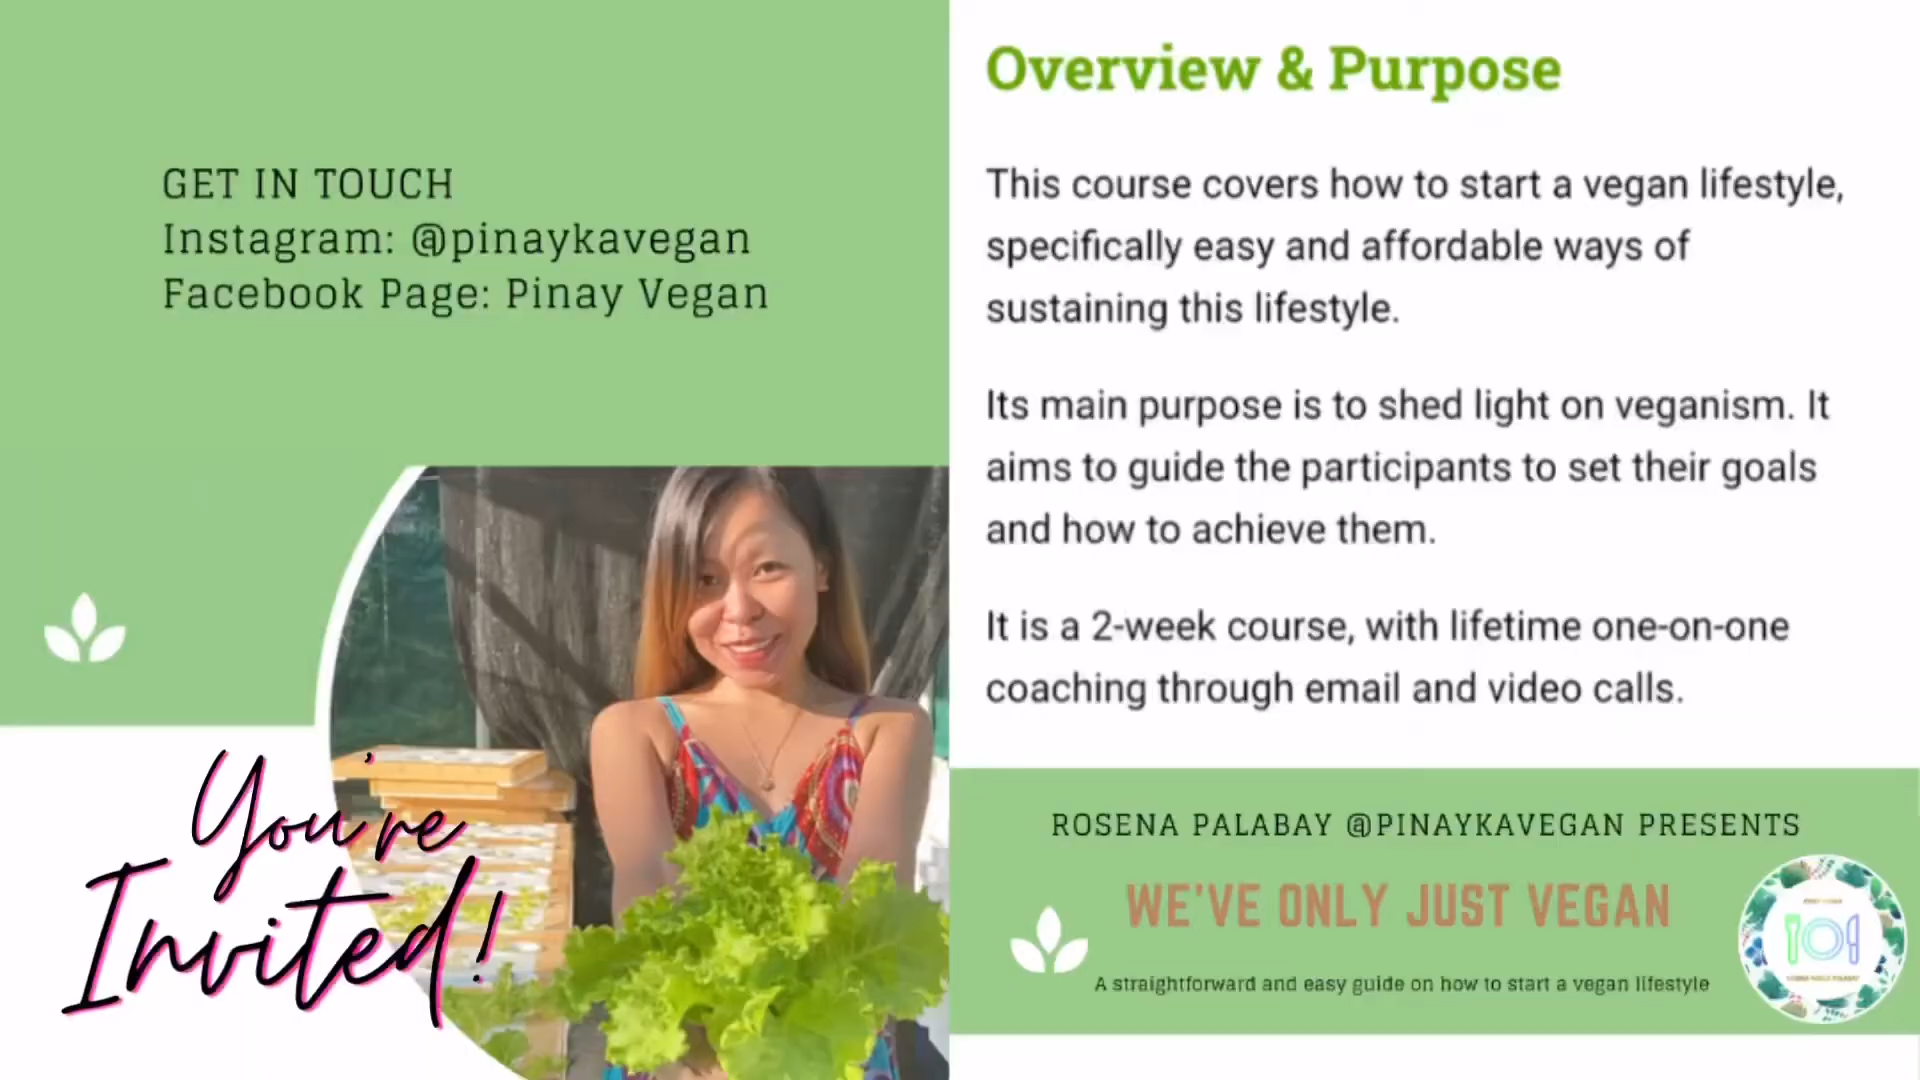 GET IN TOUCH
Instagram: @pinaykavegan
Facebook Page: Pinay Vegan
You're
Invited!
Overview & Purpose
This course covers how to start a vegan lifestyle,
specifically easy and affordable ways of
sustaining this lifestyle.
Its main purpose is to shed light on veganism. It
aims to guide the participants to set their goals
and how to achieve them.
It is a 2-week course, with lifetime one-on-one
coaching through email and video calls.
ROSENA PALABAY @PINAYKAVEGAN PRESENTS
WE'VE ONLY JUST VEGAN
A straightforward and easy guide on how to start a vegan lifestyle